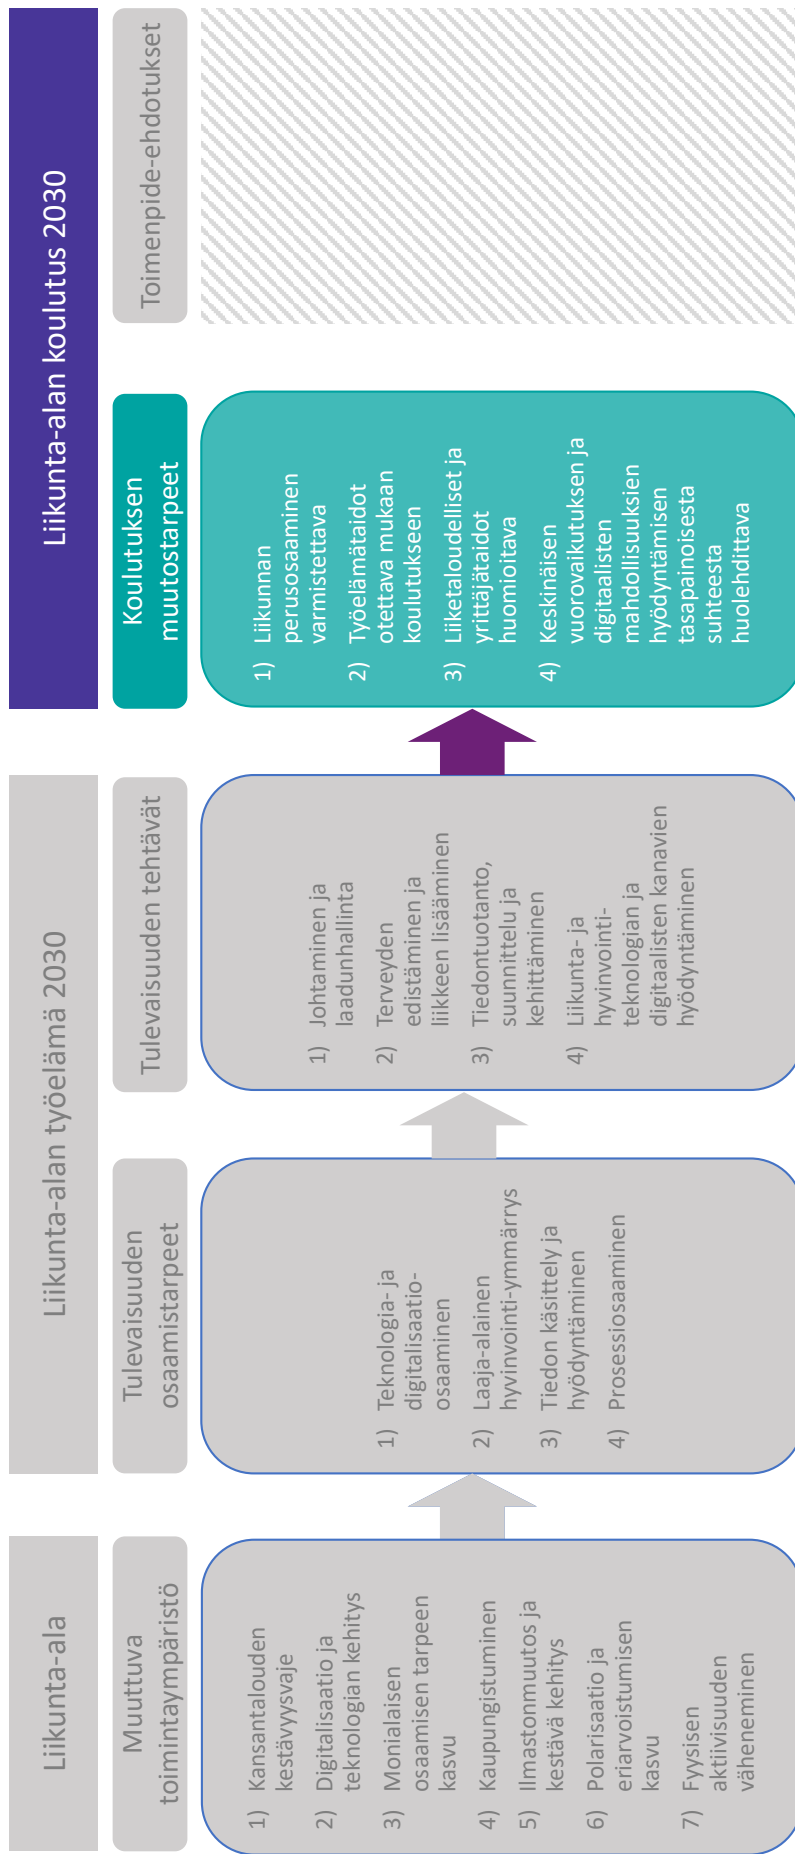 Liikunta-ala
Muuttuva
toimintaympäristö
1) Kansantalouden
kestävyysvaje
2) Digitalisaatio ja
teknologian kehitys
3) Monialaisen
osaamisen tarpeen
kasvu
4) Kaupungistuminen
5) Ilmastonmuutos ja
kestävä kehitys
6) Polarisaatio ja
eriarvoistumisen
kasvu
7) Fyysisen
aktiivisuuden
väheneminen
Liikunta-alan työelämä 2030
Tulevaisuuden
osaamistarpeet
1) Teknologia- ja
digitalisaatio-
osaaminen
2) Laaja-alainen
hyvinvointi-ymmärrys
3) Tiedon käsittely ja
hyödyntäminen
4) Prosessiosaaminen
Tulevaisuuden tehtävät
1) Johtaminen ja
laadunhallinta
2) Terveyden
edistäminen ja
liikkeen lisääminen
3) Tiedontuotanto,
suunnittelu ja
kehittäminen
4) Liikunta- ja
hyvinvointi-
teknologian ja
digitaalisten kanavien
hyödyntäminen
Liikunta-alan koulutus 2030
Koulutuksen
muutostarpeet
1) Liikunnan
perusosaaminen
varmistettava
2) Työelämätaidot
otettava mukaan
koulutukseen
3) Liiketaloudelliset ja
yrittäjätaidot
huomioitava
4) Keskinäisen
vuorovaikutuksen ja
digitaalisten
mahdollisuuksien
hyödyntämisen
tasapainoisesta
suhteesta
huolehdittava
Toimenpide-ehdotukset